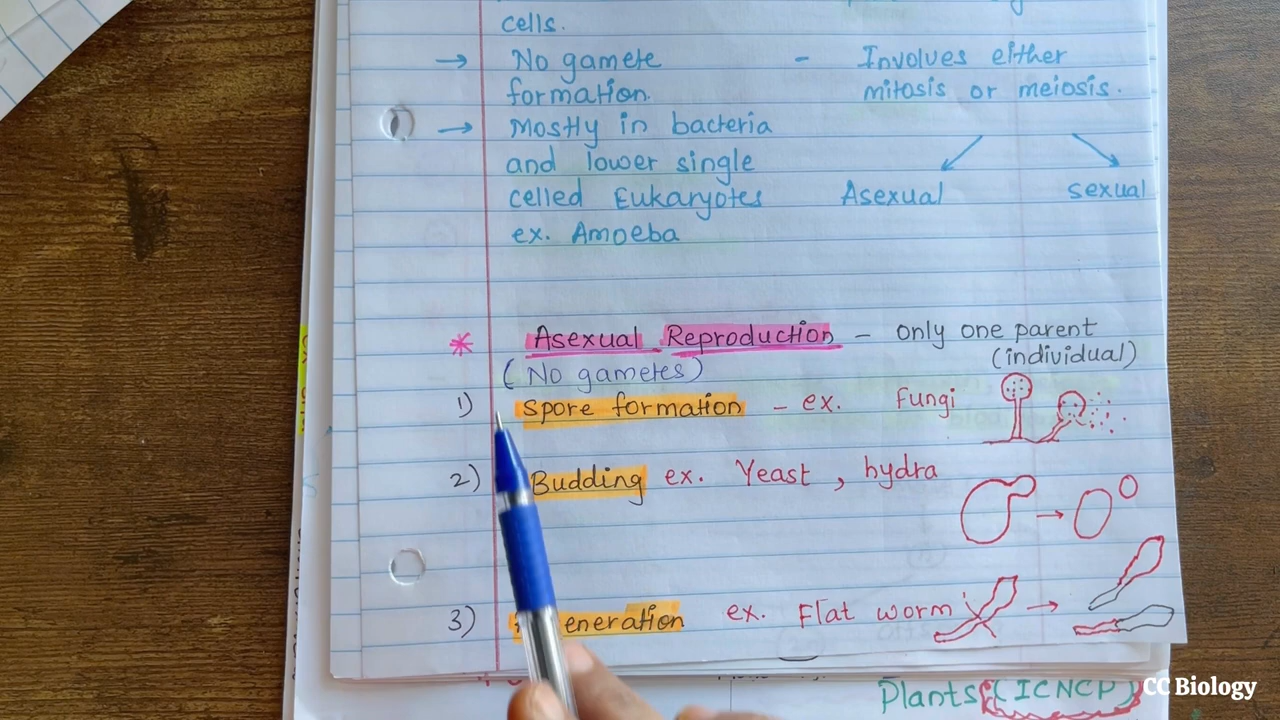 cells.
→ No gamete - Involves either
formation. mitosis or meiosis.
→ Mostly in bacteria
and lower single
celled Eukaryotes Asexual sexual
ex. Amoeba
* Asexual Reproduction - only one parent
(No gametes) (individual)
1) Spore formation - ex. Fungi
2) Budding ex. Yeast, hydra
3) eneration ex. Flat worm
Plants (ICNCP)
CC Biology